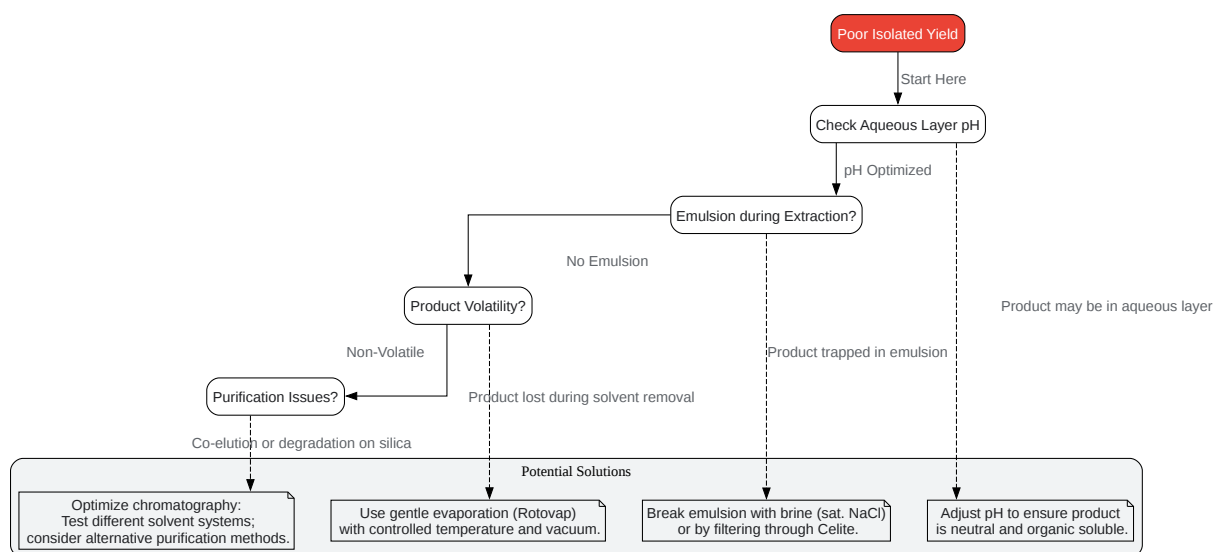 Poor Isolated Yield
Start Here
Check Aqueous Layer pH
pH Optimized
Emulsion during Extraction?
No Emulsion
Product Volatility?
Product may be in aqueous layer
Non-Volatile
Product trapped in emulsion
Purification Issues?
Product lost during solvent removal
Co-elution or degradation on silica
Potential Solutions
Optimize chromatography:
Test different solvent systems;
consider alternative purification methods.
Use gentle evaporation (Rotovap)
with controlled temperature and vacuum.
Break emulsion with brine (sat. NaCl)
or by filtering through Celite.
Adjust pH to ensure product
is neutral and organic soluble.